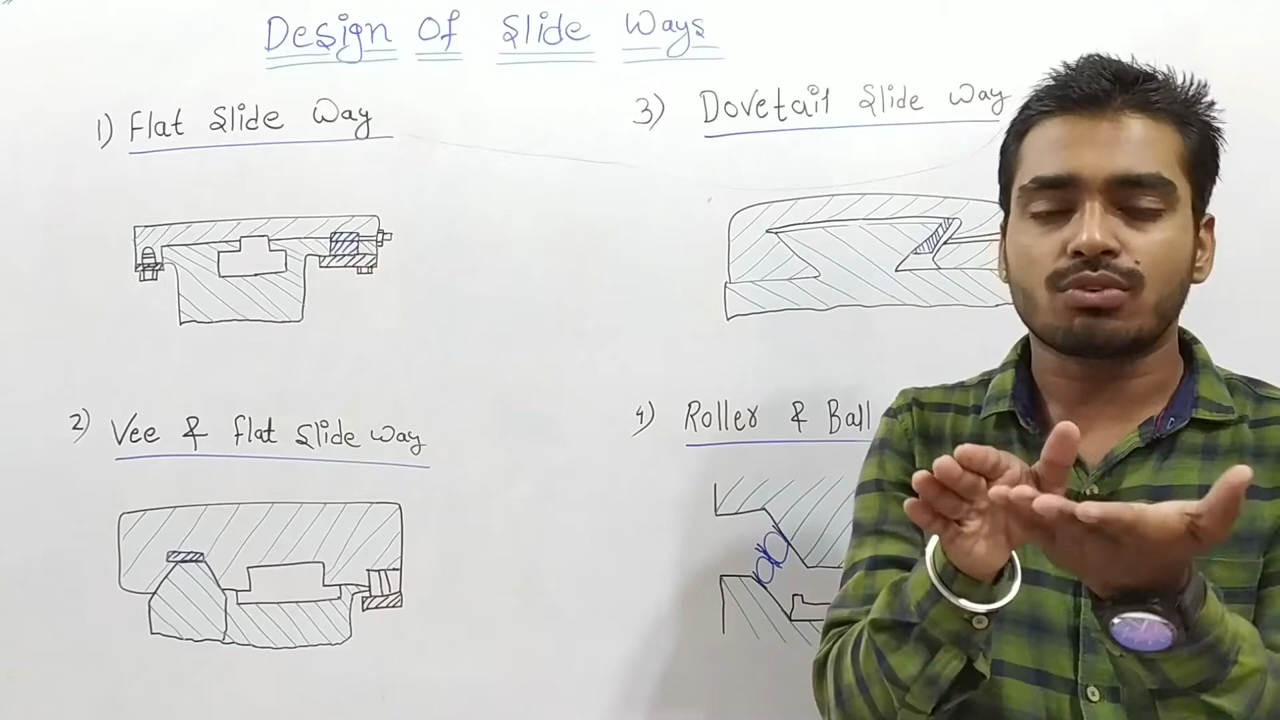 Design Of Slide Ways
1) Flat Slide Way
3) Dovetail Slide Way
2) Vee & flat Slide way
4) Roller & Ball